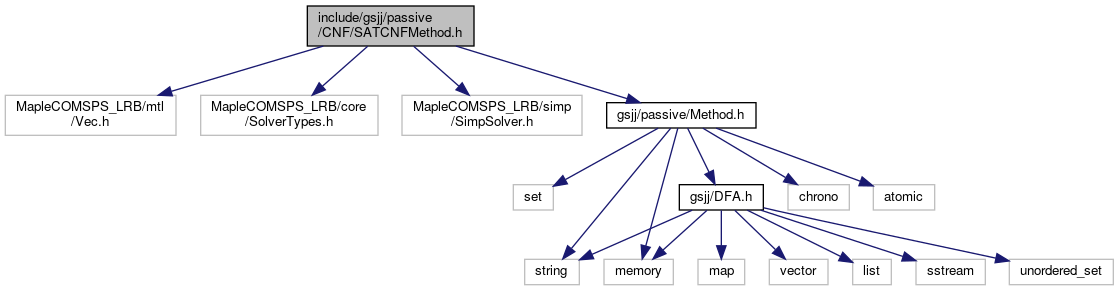 include/gsjj/passive
/CNF/SATCNFMethod.h
MapleCOMSPS_LRB/mtl
/Vec.h
MapleCOMSPS_LRB/core
/SolverTypes.h
MapleCOMSPS_LRB/simp
/SimpSolver.h
gsjj/passive/Method.h
set
gsjj/DFA.h
chrono
atomic
string
memory
map
vector
list
sstream
unordered_set